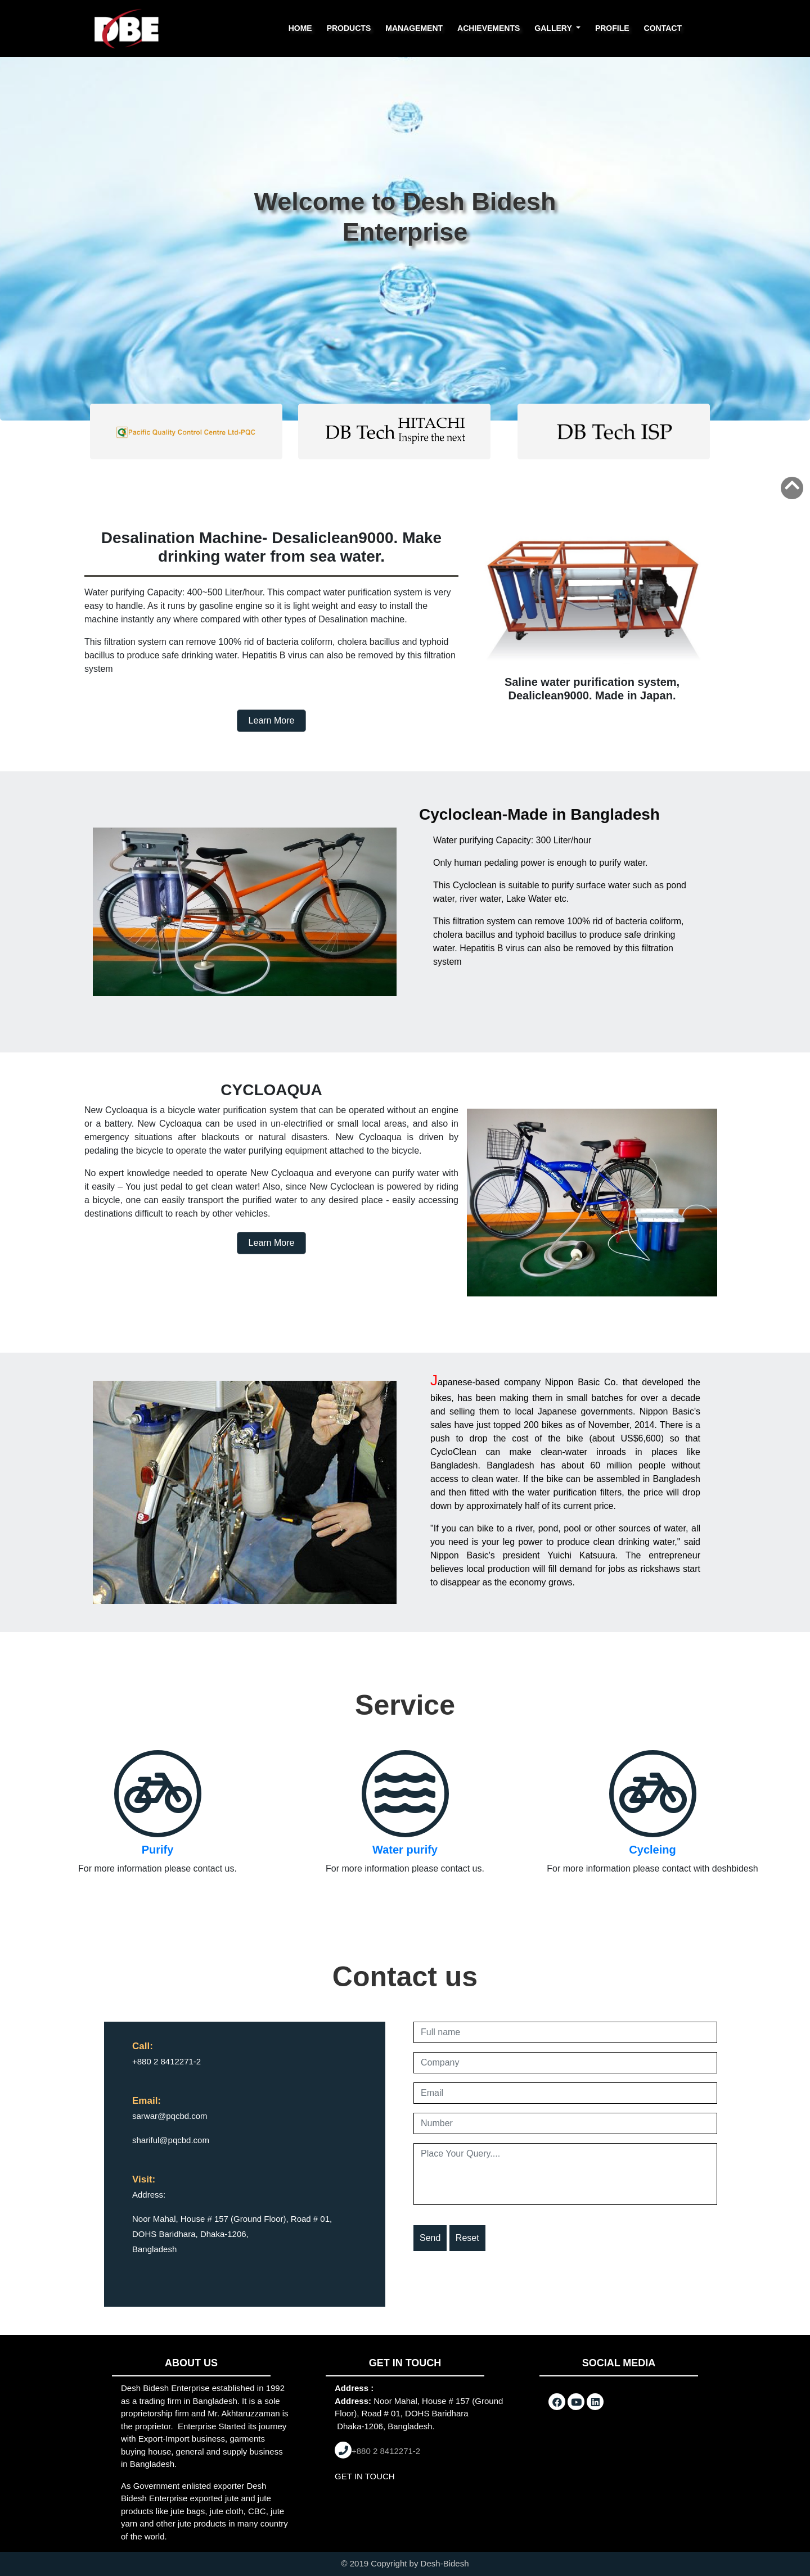 DBE
HOME
PRODUCTS
MANAGEMENT
ACHIEVEMENTS
GALLERY
PROFILE
CONTACT
Welcome to Desh Bidesh
Enterprise
Pacific Quality Control Centre Ltd-PQC
DB Tech HITACHI
Inspire the next
DB Tech ISP
Desalination Machine- Desaliclean9000. Make
drinking water from sea water.
Water purifying Capacity: 400~500 Liter/hour. This compact water purification system is very
easy to handle. As it runs by gasoline engine so it is light weight and easy to install the
machine instantly any where compared with other types of Desalination machine.
This filtration system can remove 100% rid of bacteria coliform, cholera bacillus and typhoid
bacillus to produce safe drinking water. Hepatitis B virus can also be removed by this filtration
system
Learn More
Saline water purification system,
Dealiclean9000. Made in Japan.
Cycloclean-Made in Bangladesh
Water purifying Capacity: 300 Liter/hour
Only human pedaling power is enough to purify water.
This Cycloclean is suitable to purify surface water such as pond
water, river water, Lake Water etc.
This filtration system can remove 100% rid of bacteria coliform,
cholera bacillus and typhoid bacillus to produce safe drinking
water. Hepatitis B virus can also be removed by this filtration
system
CYCLOAQUA
New Cycloaqua is a bicycle water purification system that can be operated without an engine
or a battery. New Cycloaqua can be used in un-electrified or small local areas, and also in
emergency situations after blackouts or natural disasters. New Cycloaqua is driven by
pedaling the bicycle to operate the water purifying equipment attached to the bicycle.
No expert knowledge needed to operate New Cycloaqua and everyone can purify water with
it easily – You just pedal to get clean water! Also, since New Cycloclean is powered by riding
a bicycle, one can easily transport the purified water to any desired place - easily accessing
destinations difficult to reach by other vehicles.
Learn More
Japanese-based company Nippon Basic Co. that developed the
bikes, has been making them in small batches for over a decade
and selling them to local Japanese governments. Nippon Basic's
sales have just topped 200 bikes as of November, 2014. There is a
push to drop the cost of the bike (about US$6,600) so that
CycloClean can make clean-water inroads in places like
Bangladesh. Bangladesh has about 60 million people without
access to clean water. If the bike can be assembled in Bangladesh
and then fitted with the water purification filters, the price will drop
down by approximately half of its current price.
"If you can bike to a river, pond, pool or other sources of water, all
you need is your leg power to produce clean drinking water," said
Nippon Basic's president Yuichi Katsuura. The entrepreneur
believes local production will fill demand for jobs as rickshaws start
to disappear as the economy grows.
Service
Purify
For more information please contact us.
Water purify
For more information please contact us.
Cycleing
For more information please contact with deshbidesh
Contact us
Call:
+880 2 8412271-2
Email:
sarwar@pqcbd.com
shariful@pqcbd.com
Visit:
Address:
Noor Mahal, House # 157 (Ground Floor), Road # 01,
DOHS Baridhara, Dhaka-1206,
Bangladesh
Full name
Company
Email
Number
Place Your Query....
Send
Reset
ABOUT US
Desh Bidesh Enterprise established in 1992
as a trading firm in Bangladesh. It is a sole
proprietorship firm and Mr. Akhtaruzzaman is
the proprietor.  Enterprise Started its journey
with Export-Import business, garments
buying house, general and supply business
in Bangladesh.
As Government enlisted exporter Desh
Bidesh Enterprise exported jute and jute
products like jute bags, jute cloth, CBC, jute
yarn and other jute products in many country
of the world.
GET IN TOUCH
Address :
Address: Noor Mahal, House # 157 (Ground
Floor), Road # 01, DOHS Baridhara
Dhaka-1206, Bangladesh.
+880 2 8412271-2
GET IN TOUCH
SOCIAL MEDIA
© 2019 Copyright by Desh-Bidesh